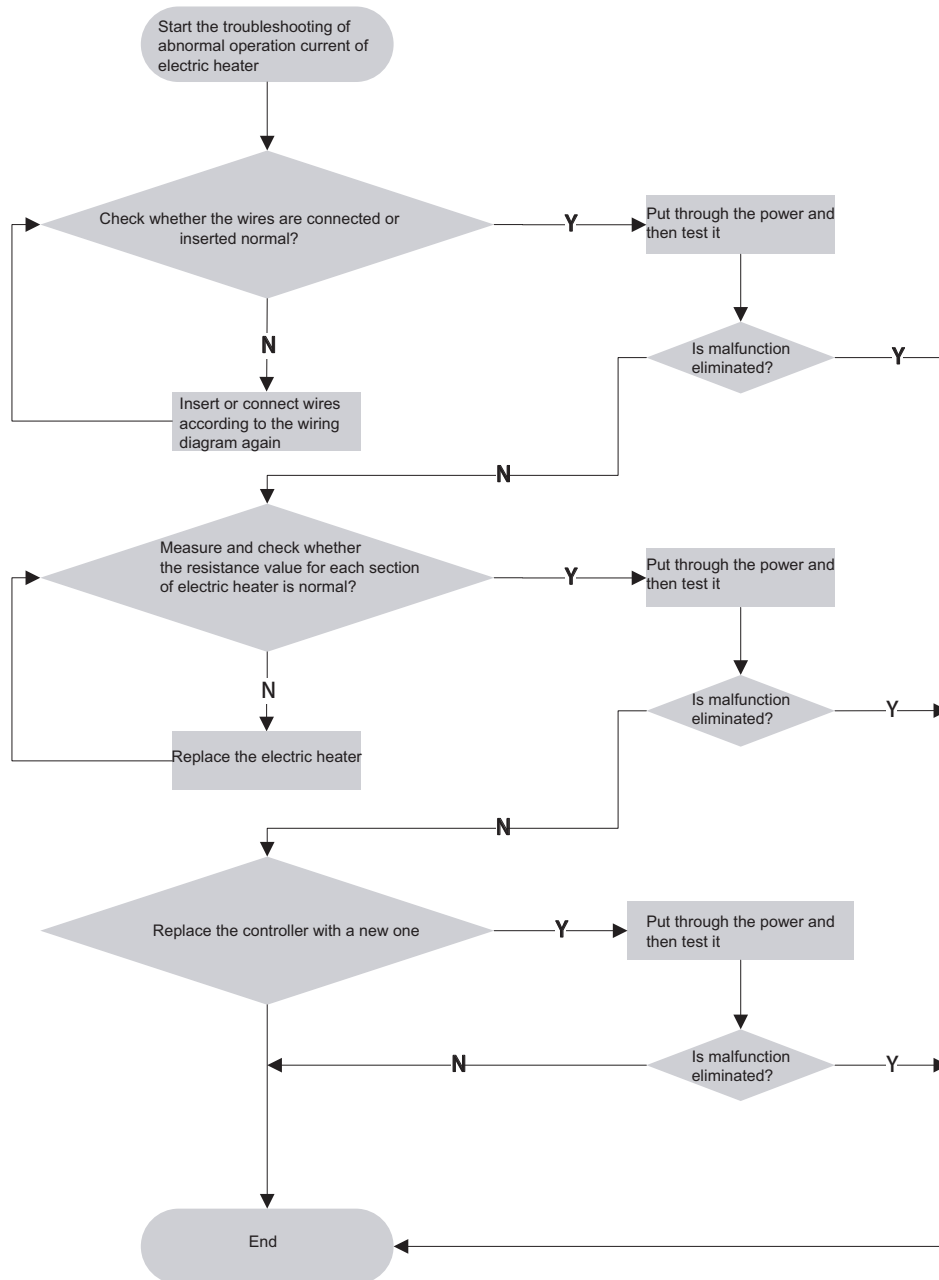 Start the troubleshooting of
abnormal operation current of
electric heater
Check whether the wires are connected or
inserted normal?
Y
Put through the power and
then test it
N
Is malfunction
eliminated?
Y
Insert or connect wires
according to the wiring
diagram again
N
Measure and check whether
the resistance value for each section
of electric heater is normal?
Y
Put through the power and
then test it
N
Is malfunction
eliminated?
Y
Replace the electric heater
N
Replace the controller with a new one
Y
Put through the power and
then test it
N
Is malfunction
eliminated?
Y
End